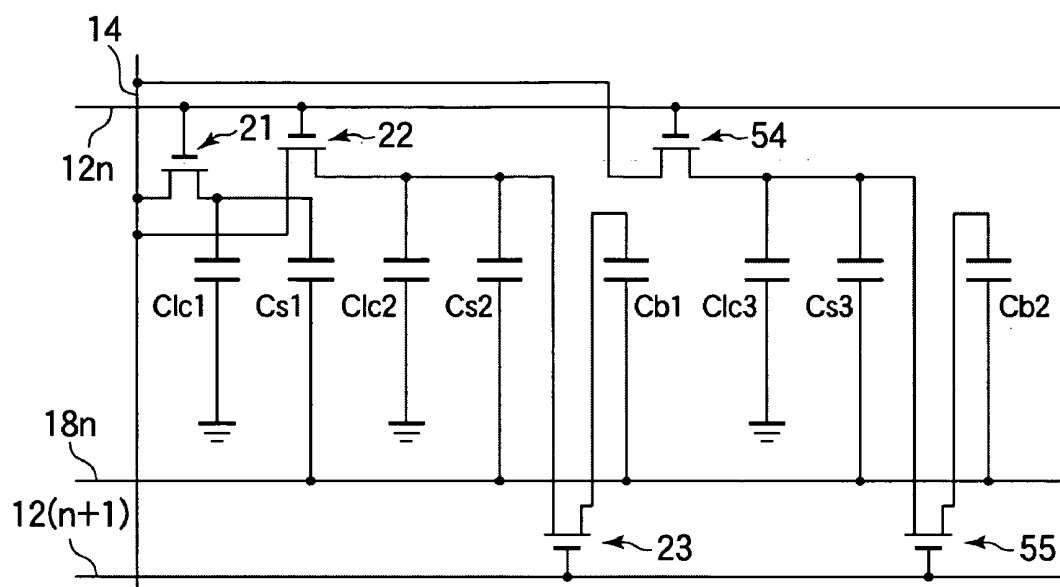 14
12n
21
22
54
Clc1
Cs1
Clc2
Cs2
Cb1
Clc3
Cs3
Cb2
18n
12(n+1)
23
55